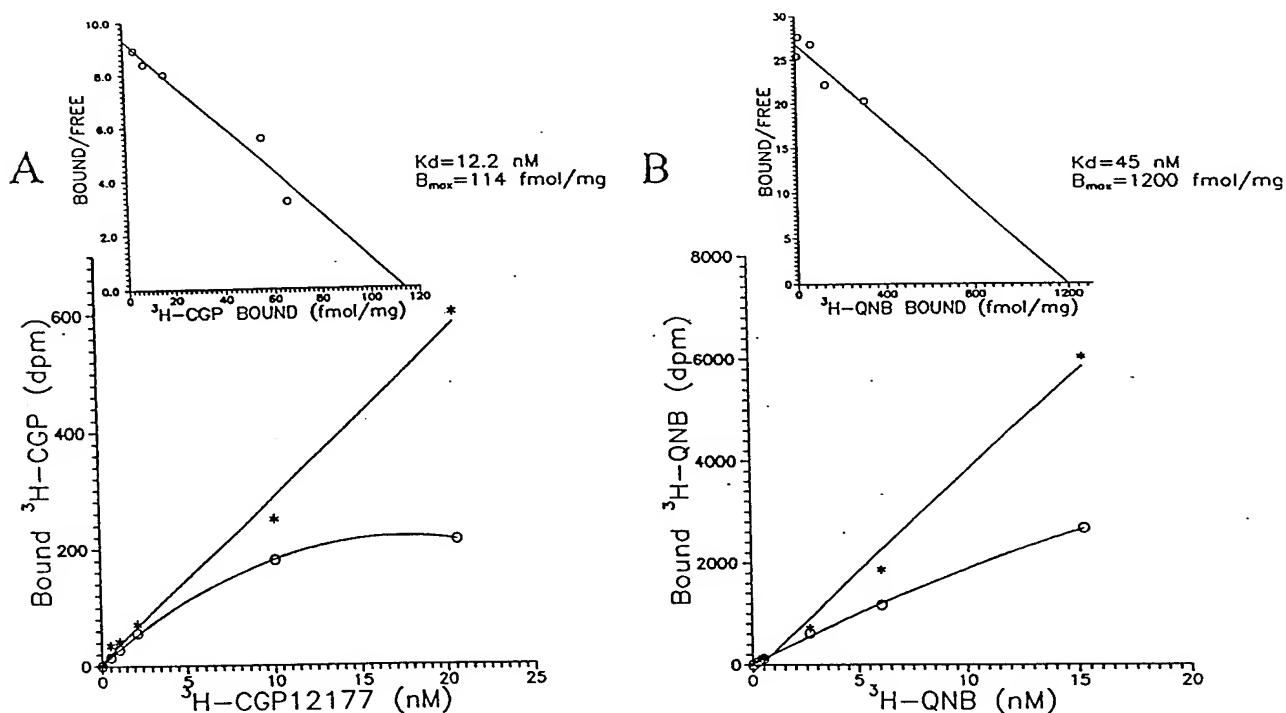 A
10.0
8.0
6.0
4.0
2.0
0.0
BOUND/FREE
0 20 40 60 80 100 120
³H-CGP BOUND (fmol/mg)
Kd=12.2 nM
Bmax=114 fmol/mg
600
400
200
0
Bound ³H-CGP (dpm)
0 5 10 15 20 25
³H-CGP12177 (nM)
B
30
25
20
15
10
5
0
BOUND/FREE
0 400 800 1200
³H-QNB BOUND (fmol/mg)
Kd=45 nM
Bmax=1200 fmol/mg
8000
6000
4000
2000
0
Bound ³H-QNB (dpm)
0 5 10 15 20
³H-QNB (nM)